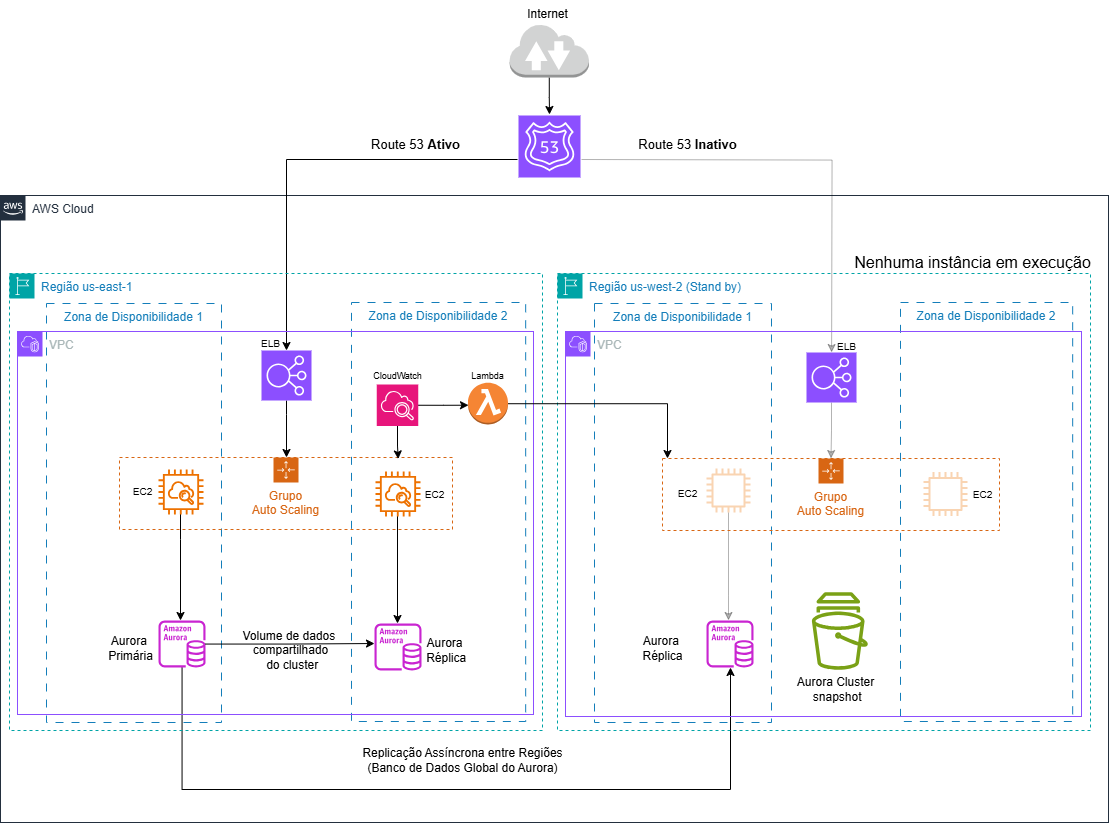 Internet
53
Route 53 Ativo
Route 53 Inativo
aws
AWS Cloud
Nenhuma instância em execução
Região us-east-1
Região us-west-2 (Stand by)
Zona de Disponibilidade 1
Zona de Disponibilidade 2
Zona de Disponibilidade 1
Zona de Disponibilidade 2
VPC
ELB
VPC
ELB
CloudWatch
Lambda
EC2
Grupo
Auto Scaling
EC2
EC2
Grupo
Auto Scaling
EC2
Aurora
Primária
Amazon
Aurora
Volume de dados
compartilhado
do cluster
Amazon
Aurora
Aurora
Réplica
Aurora
Réplica
Amazon
Aurora
Aurora Cluster
snapshot
Replicação Assíncrona entre Regiões
(Banco de Dados Global do Aurora)